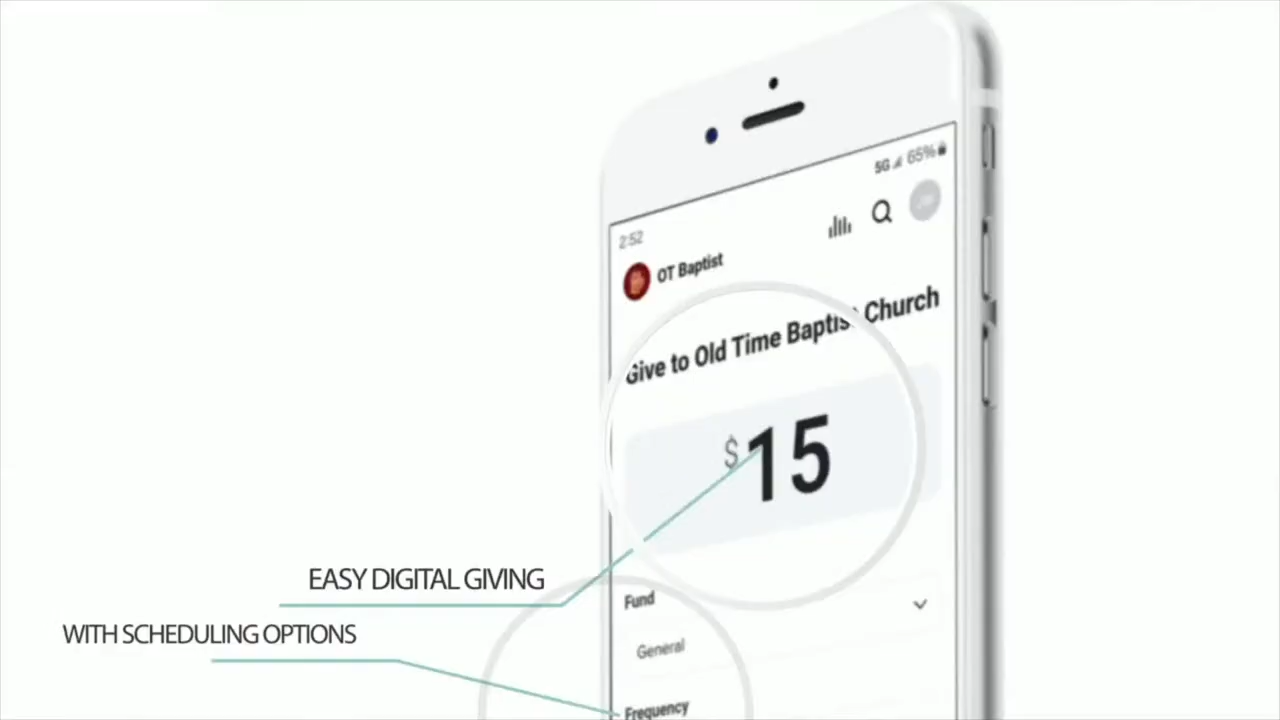 5G 65%
2:52
OT Baptist
Give to Old Time Baptist Church
$15
EASY DIGITAL GIVING
Fund
WITH SCHEDULING OPTIONS
General
Frequency